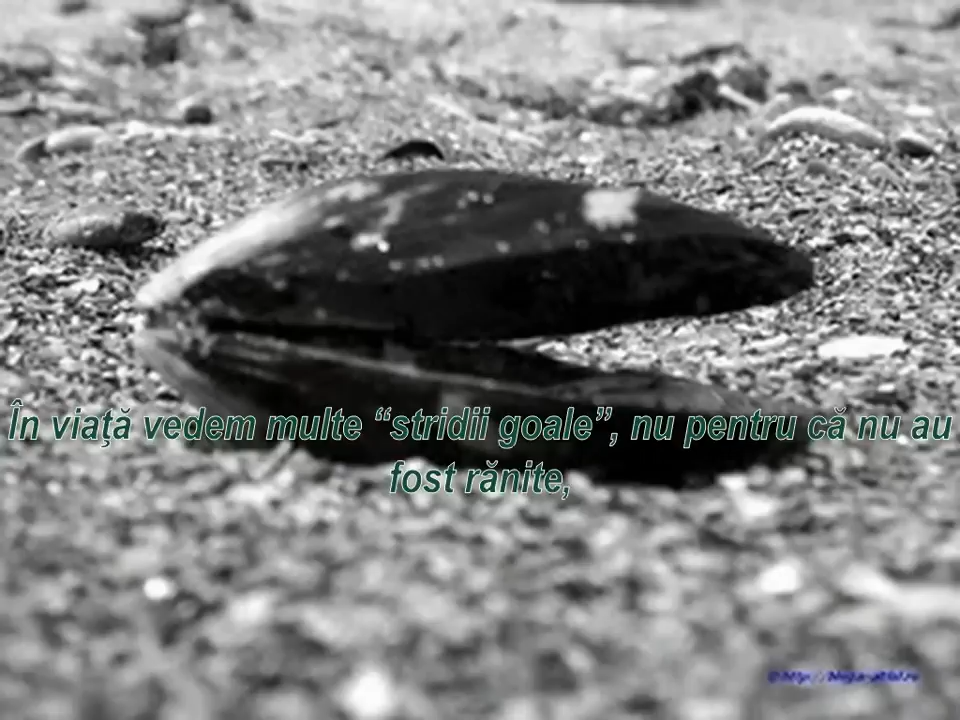 În viaţă vedem multe “stridii goale”, nu pentru că nu au
fost rănite,